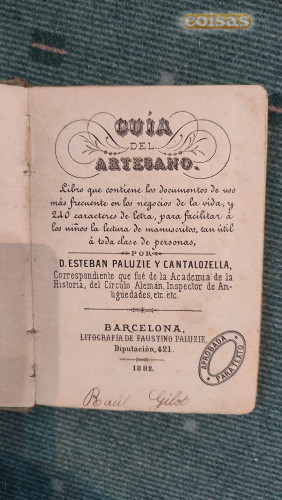 coisas
GUÍA
DEL
ARTESANO.
Libro que contiene los documentos de uso
más frecuente en los negocios de la vida, y
240 caracteres de letra, para facilitar á
los niños la lectura de manuscritos, tan útil
á toda clase de personas,
POR
D. ESTEBAN PALUZIE Y CANTALOZELLA,
Correspondiente que fué de la Academia de la
Historia, del Círculo Alemán, Inspector de An-
tigüedades, etc. etc.
BARCELONA,
LITOGRAFÍA DE FAUSTINO PALUZIE,
Diputación, 421.
1882.
APROBADA
PARA TEXTO